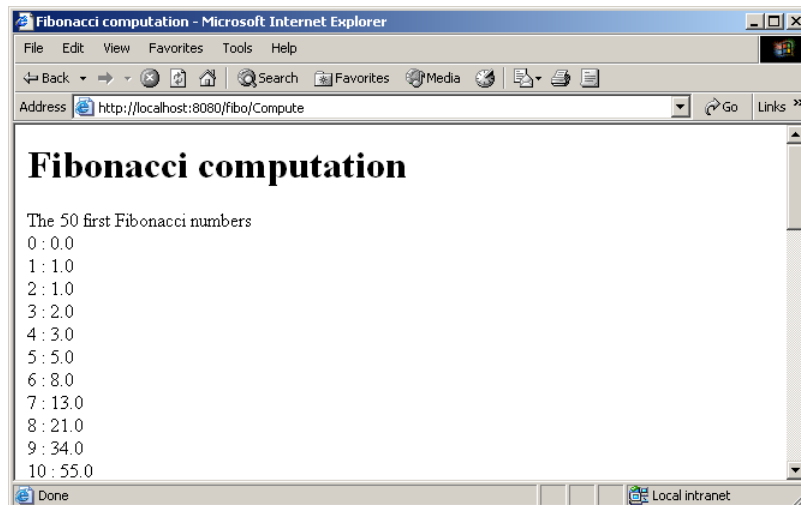 Fibonacci computation - Microsoft Internet Explorer
File Edit View Favorites Tools Help
Back Search Favorites Media
Address http://localhost:8080/fibo/Compute Go Links »
Fibonacci computation
The 50 first Fibonacci numbers
0 : 0.0
1 : 1.0
2 : 1.0
3 : 2.0
4 : 3.0
5 : 5.0
6 : 8.0
7 : 13.0
8 : 21.0
9 : 34.0
10 : 55.0
Done Local intranet